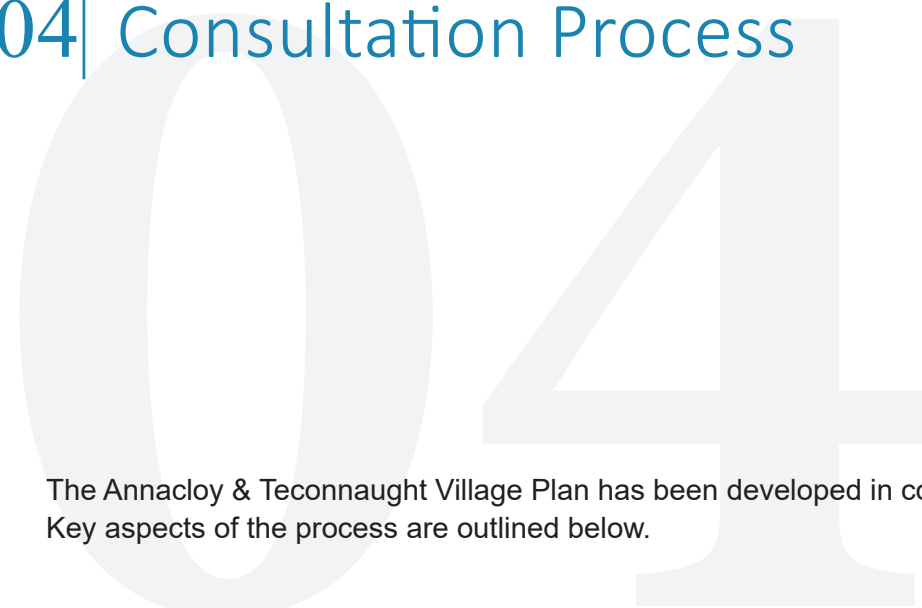 04| Consultation Process
04
The Annacloy & Teconnaught Village Plan has been developed in
Key aspects of the process are outlined below.